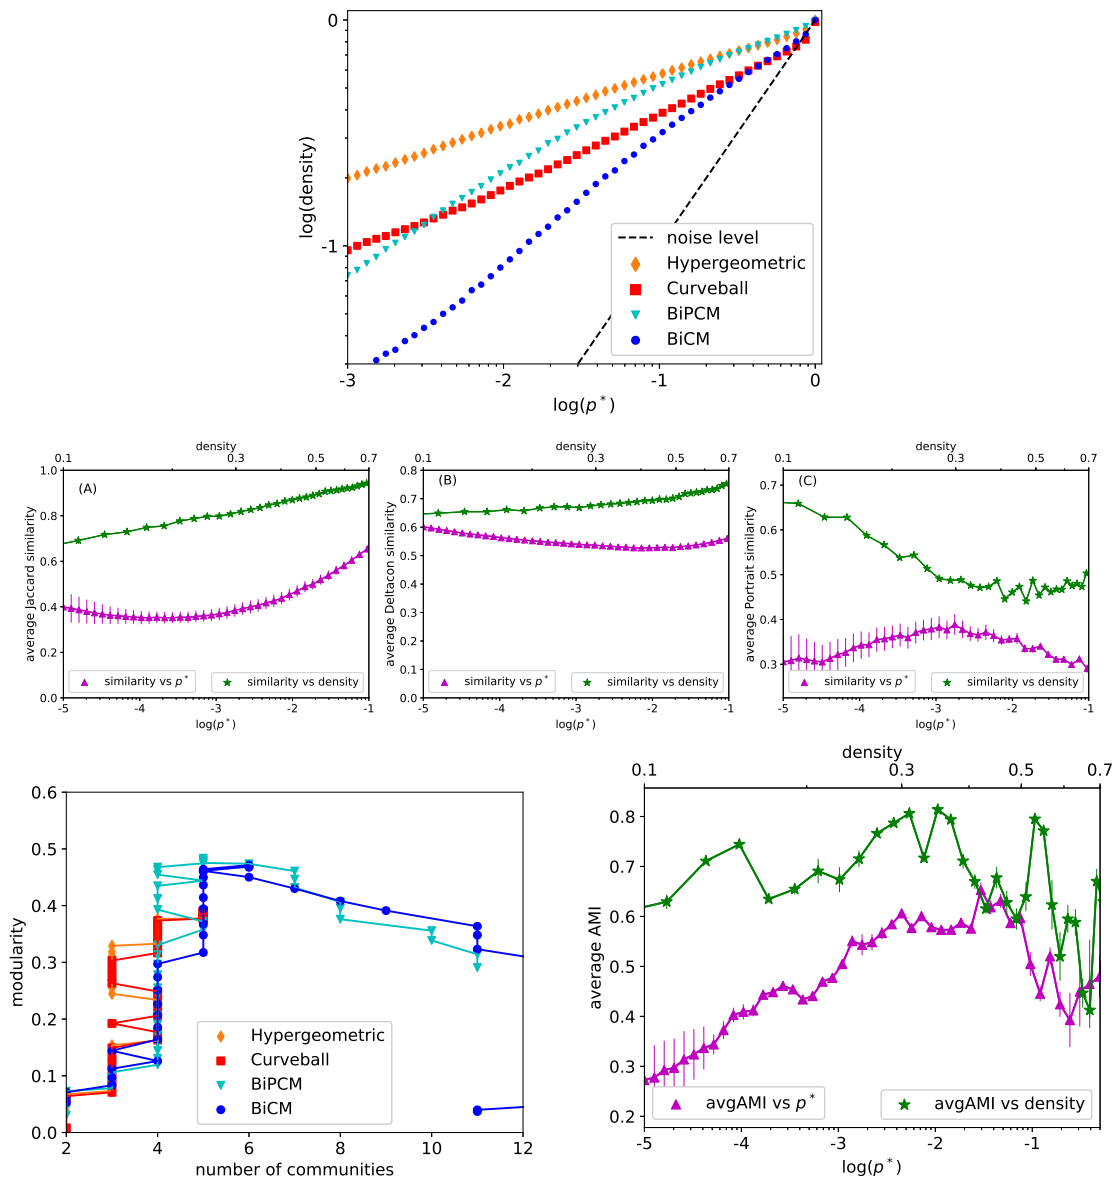 0
-1
log(density)
noise level
Hypergeometric
Curveball
BiPCM
BiCM
-3 -2 -1 0
log(p*)
density
0.1 0.3 0.5 0.7
(A)
1.0
0.8
0.6
0.4
0.2
0.0
average Jaccard similarity
similarity vs p* similarity vs density
-5 -4 -3 -2 -1
log(p*)
density
0.1 0.3 0.5 0.7
(B)
0.8
0.7
0.6
0.5
0.4
0.3
0.2
0.1
0.0
average Deltacon similarity
similarity vs p* similarity vs density
-5 -4 -3 -2 -1
log(p*)
density
0.1 0.3 0.5 0.7
(C)
0.7
0.6
0.5
0.4
0.3
average Portrait similarity
similarity vs p* similarity vs density
-5 -4 -3 -2 -1
log(p*)
0.6
0.5
0.4
0.3
0.2
0.1
0.0
modularity
Hypergeometric
Curveball
BiPCM
BiCM
2 4 6 8 10 12
number of communities
density
0.1 0.3 0.5 0.7
0.8
0.7
0.6
0.5
0.4
0.3
0.2
average AMI
avgAMI vs p* avgAMI vs density
-5 -4 -3 -2 -1
log(p*)